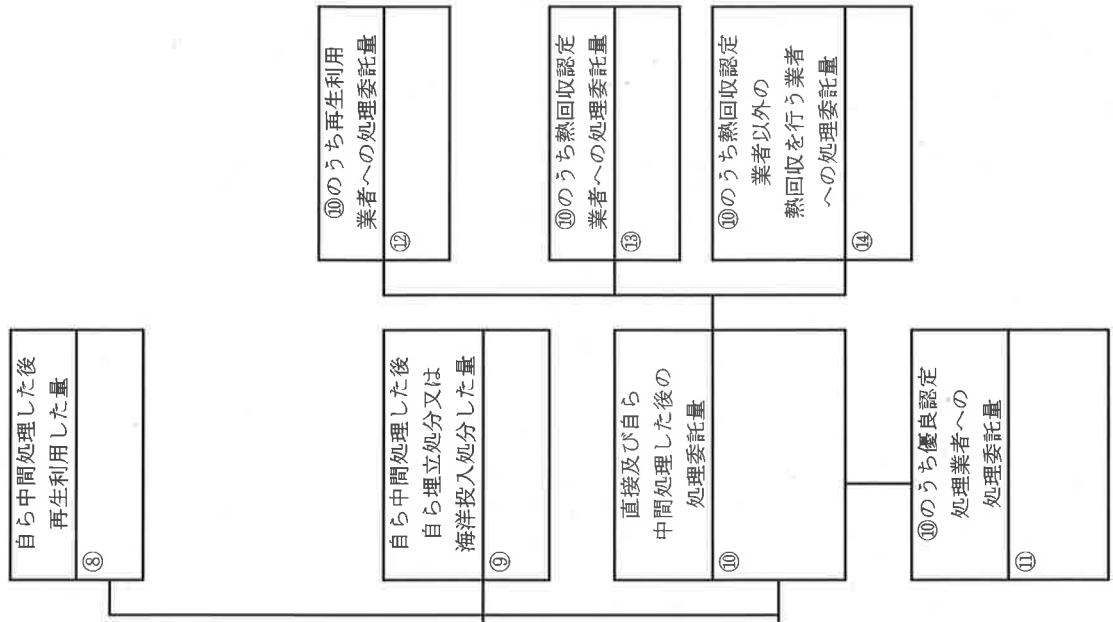 自ら中間処理した後
再生利用した量
⑧
自ら中間処理した後
自ら埋立処分又は
海洋投入処分した量
⑨
直接及び自ら
中間処理した後の
処理委託量
⑩
⑩のうち優良認定
処理業者への
処理委託量
⑪
⑩のうち再生利用
業者への処理委託量
⑫
⑩のうち熱回収認定
業者への処理委託量
⑬
⑩のうち熱回収認定
業者以外の
熱回収を行う業者
への処理委託量
⑭